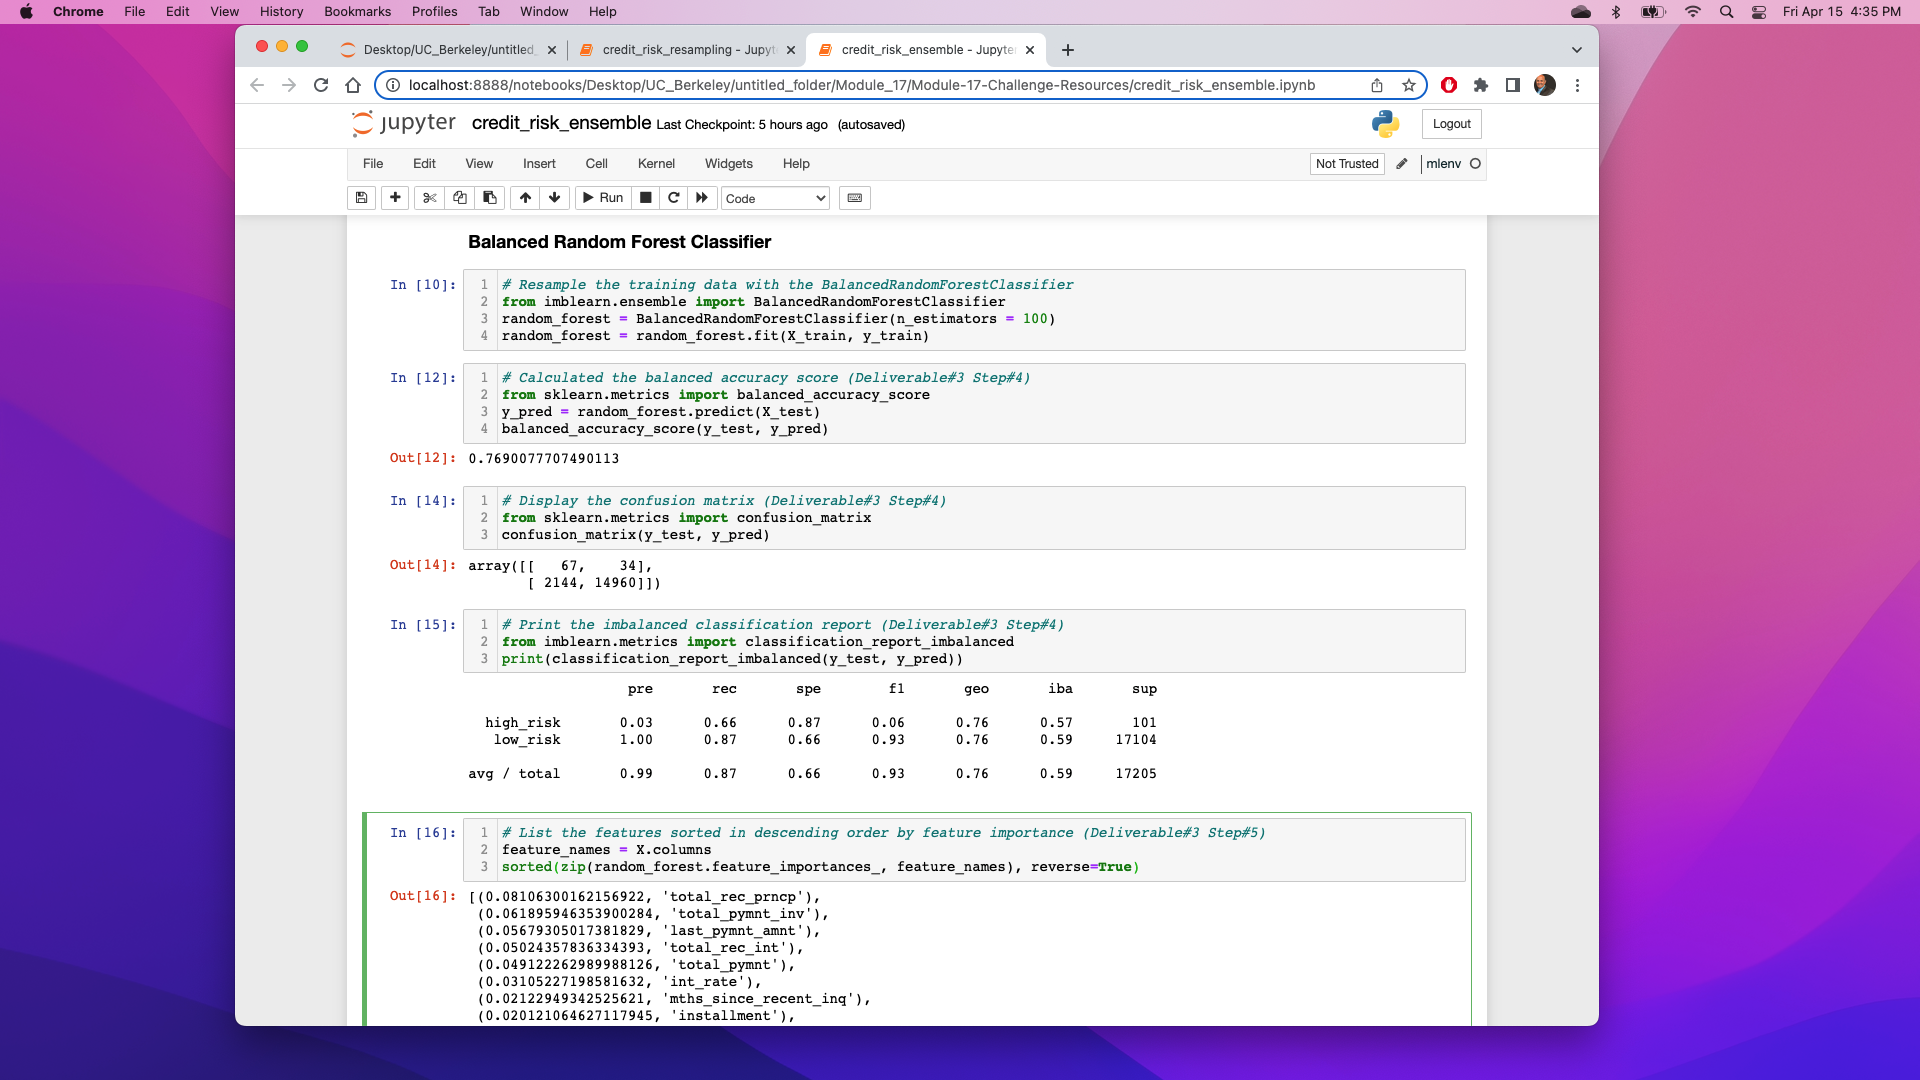 Chrome File Edit View History Bookmarks Profiles Tab Window Help Fri Apr 15 4:35 PM
Desktop/UC_Berkeley/untitled_ credit_risk_resampling - Jupyt credit_risk_ensemble - Jupyte
localhost:8888/notebooks/Desktop/UC_Berkeley/untitled_folder/Module_17/Module-17-Challenge-Resources/credit_risk_ensemble.ipynb
jupyter credit_risk_ensemble Last Checkpoint: 5 hours ago (autosaved) Logout
File Edit View Insert Cell Kernel Widgets Help Not Trusted mlenv
Run Code
Balanced Random Forest Classifier
In [10]: 1 # Resample the training data with the BalancedRandomForestClassifier
2 from imblearn.ensemble import BalancedRandomForestClassifier
3 random_forest = BalancedRandomForestClassifier(n_estimators = 100)
4 random_forest = random_forest.fit(X_train, y_train)
In [12]: 1 # Calculated the balanced accuracy score (Deliverable#3 Step#4)
2 from sklearn.metrics import balanced_accuracy_score
3 y_pred = random_forest.predict(X_test)
4 balanced_accuracy_score(y_test, y_pred)
Out[12]: 0.7690077707490113
In [14]: 1 # Display the confusion matrix (Deliverable#3 Step#4)
2 from sklearn.metrics import confusion_matrix
3 confusion_matrix(y_test, y_pred)
Out[14]: array([[   67,    34],
[ 2144, 14960]])
In [15]: 1 # Print the imbalanced classification report (Deliverable#3 Step#4)
2 from imblearn.metrics import classification_report_imbalanced
3 print(classification_report_imbalanced(y_test, y_pred))
pre rec spe f1 geo iba sup
high_risk 0.03 0.66 0.87 0.06 0.76 0.57 101
low_risk 1.00 0.87 0.66 0.93 0.76 0.59 17104
avg / total 0.99 0.87 0.66 0.93 0.76 0.59 17205
In [16]: 1 # List the features sorted in descending order by feature importance (Deliverable#3 Step#5)
2 feature_names = X.columns
3 sorted(zip(random_forest.feature_importances_, feature_names), reverse=True)
Out[16]: [(0.08106300162156922, 'total_rec_prncp'),
(0.061895946353900284, 'total_pymnt_inv'),
(0.05679305017381829, 'last_pymnt_amnt'),
(0.05024357836334393, 'total_rec_int'),
(0.049122262989988126, 'total_pymnt'),
(0.03105227198581632, 'int_rate'),
(0.02122949342525621, 'mths_since_recent_inq'),
(0.020121064627117945, 'installment'),